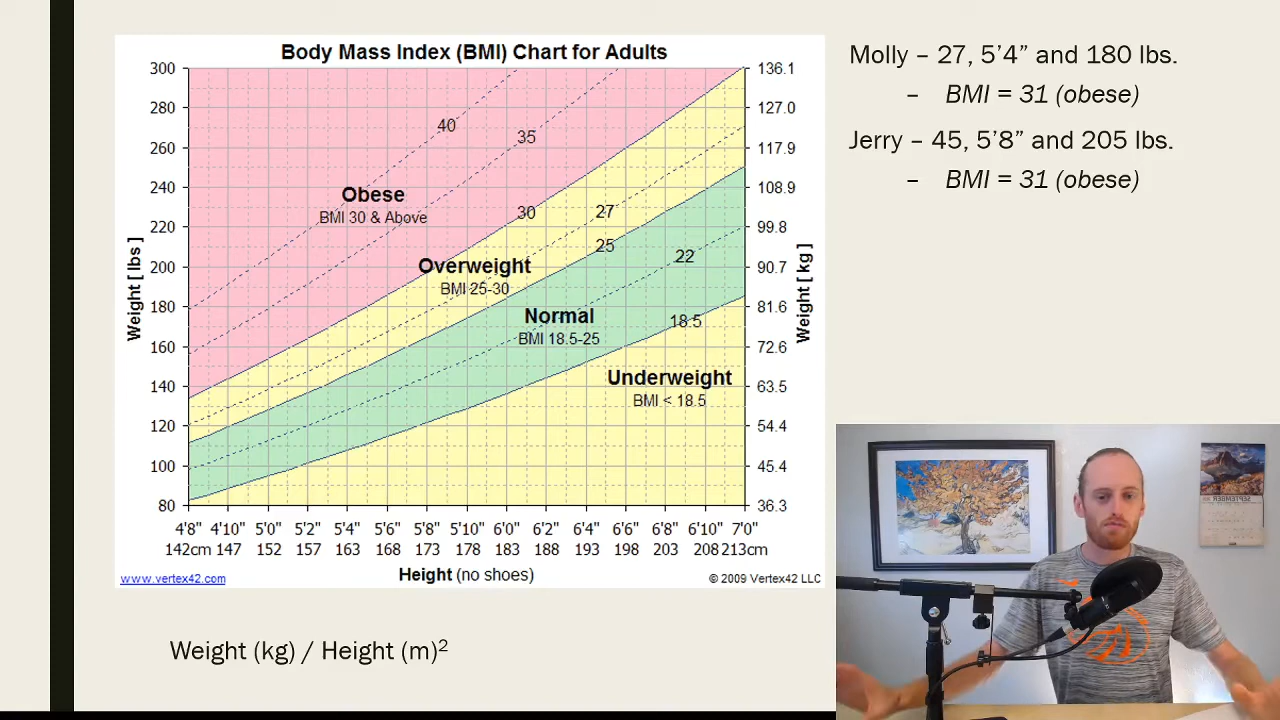 Body Mass Index (BMI) Chart for Adults
300
280
260
240
220
200
180
160
140
120
100
80
Weight [ lbs ]
136.1
127.0
117.9
108.9
99.8
90.7
81.6
72.6
63.5
54.4
45.4
36.3
Weight [ kg ]
40
35
30
27
25
22
18.5
Obese
BMI 30 & Above
Overweight
BMI 25-30
Normal
BMI 18.5-25
Underweight
BMI < 18.5
4'8" 4'10" 5'0" 5'2" 5'4" 5'6" 5'8" 5'10" 6'0" 6'2" 6'4" 6'6" 6'8" 6'10" 7'0"
142cm 147 152 157 163 168 173 178 183 188 193 198 203 208 213cm
www.vertex42.com
Height (no shoes)
© 2009 Vertex42 LLC
Weight (kg) / Height (m)²
Molly – 27, 5’4” and 180 lbs.
– BMI = 31 (obese)
Jerry – 45, 5’8” and 205 lbs.
– BMI = 31 (obese)
SEPTEMBER